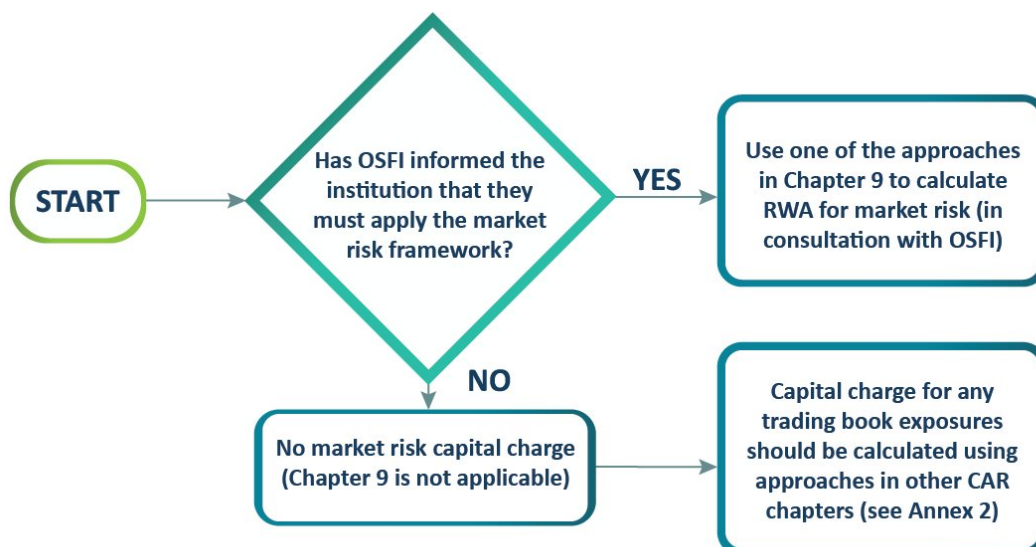 START
Has OSFI informed the
institution that they
must apply the market
risk framework?
YES
Use one of the approaches
in Chapter 9 to calculate
RWA for market risk (in
consultation with OSFI)
NO
No market risk capital charge
(Chapter 9 is not applicable)
Capital charge for any
trading book exposures
should be calculated using
approaches in other CAR
chapters (see Annex 2)